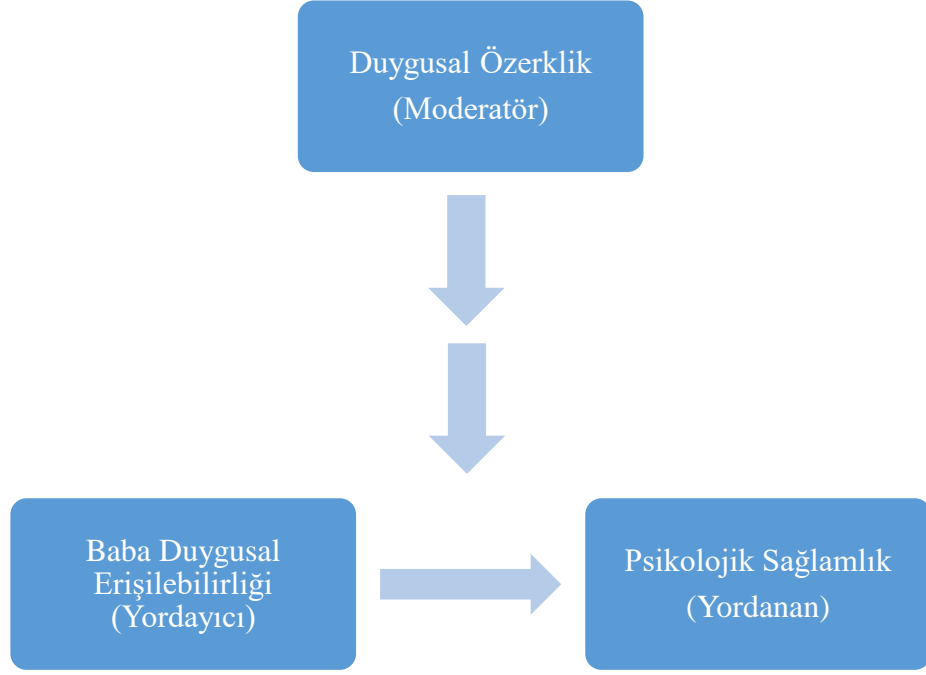 Duygusal Özerklik
(Moderatör)
Baba Duygusal
Erişilebilirliği
(Yordayıcı)
Psikolojik Sağlamlık
(Yordanan)